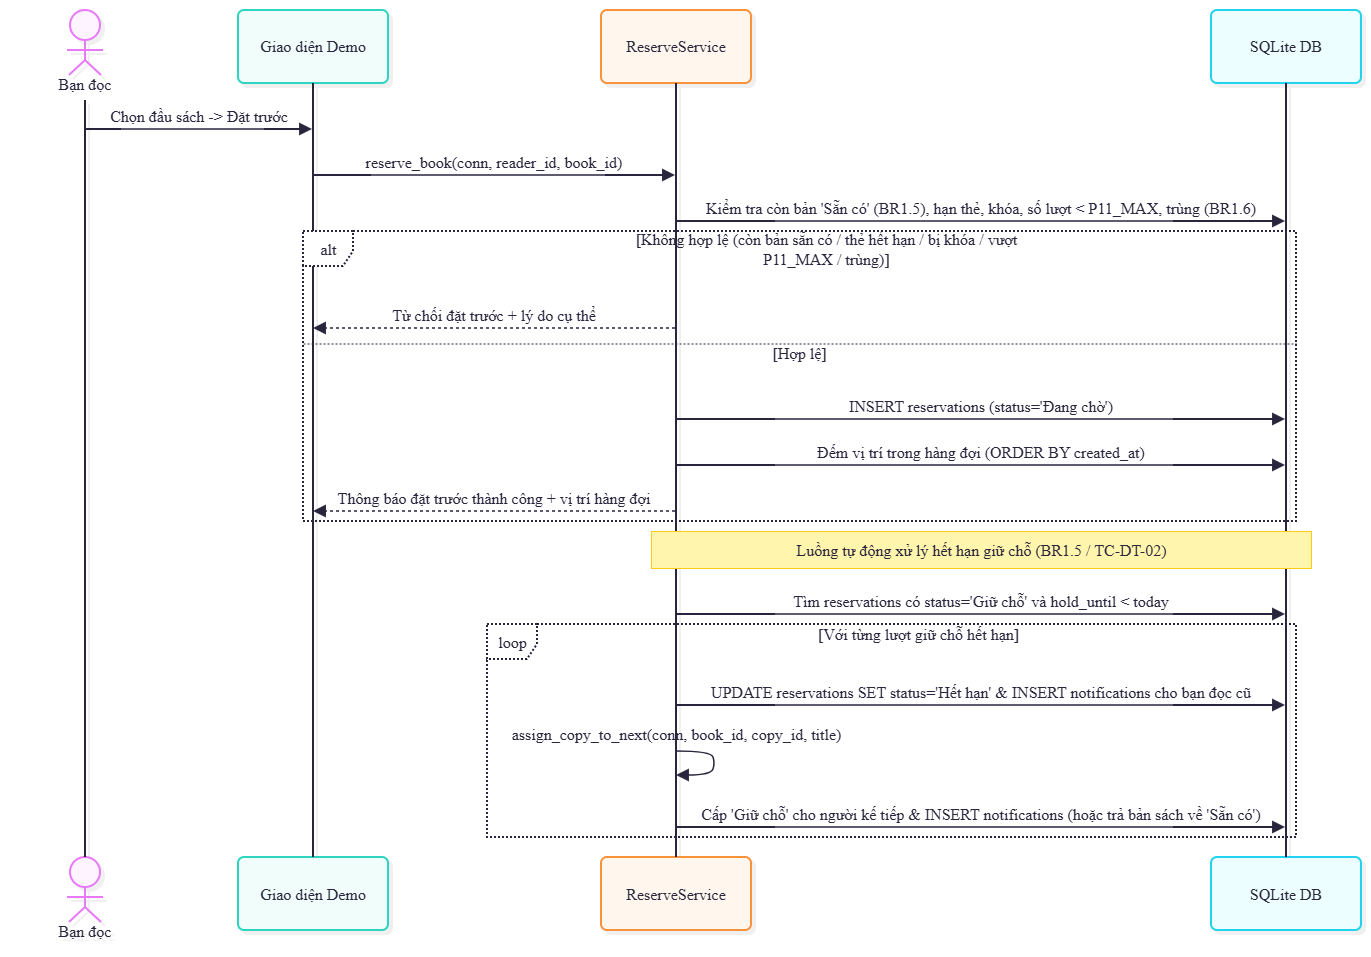 Bạn đọc
Giao diện Demo
ReserveService
SQLite DB
Chọn đầu sách -> Đặt trước
reserve_book(conn, reader_id, book_id)
Kiểm tra còn bản 'Sẵn có' (BR1.5), hạn thẻ, khóa, số lượt < P11_MAX, trùng (BR1.6)
alt
[Không hợp lệ (còn bản sẵn có / thẻ hết hạn / bị khóa / vượt
P11_MAX / trùng)]
Từ chối đặt trước + lý do cụ thể
[Hợp lệ]
INSERT reservations (status='Đang chờ')
Đếm vị trí trong hàng đợi (ORDER BY created_at)
Thông báo đặt trước thành công + vị trí hàng đợi
Luồng tự động xử lý hết hạn giữ chỗ (BR1.5 / TC-DT-02)
Tìm reservations có status='Giữ chỗ' và hold_until < today
loop
[Với từng lượt giữ chỗ hết hạn]
UPDATE reservations SET status='Hết hạn' & INSERT notifications cho bạn đọc cũ
assign_copy_to_next(conn, book_id, copy_id, title)
Cấp 'Giữ chỗ' cho người kế tiếp & INSERT notifications (hoặc trả bản sách về 'Sẵn có')
Bạn đọc
Giao diện Demo
ReserveService
SQLite DB